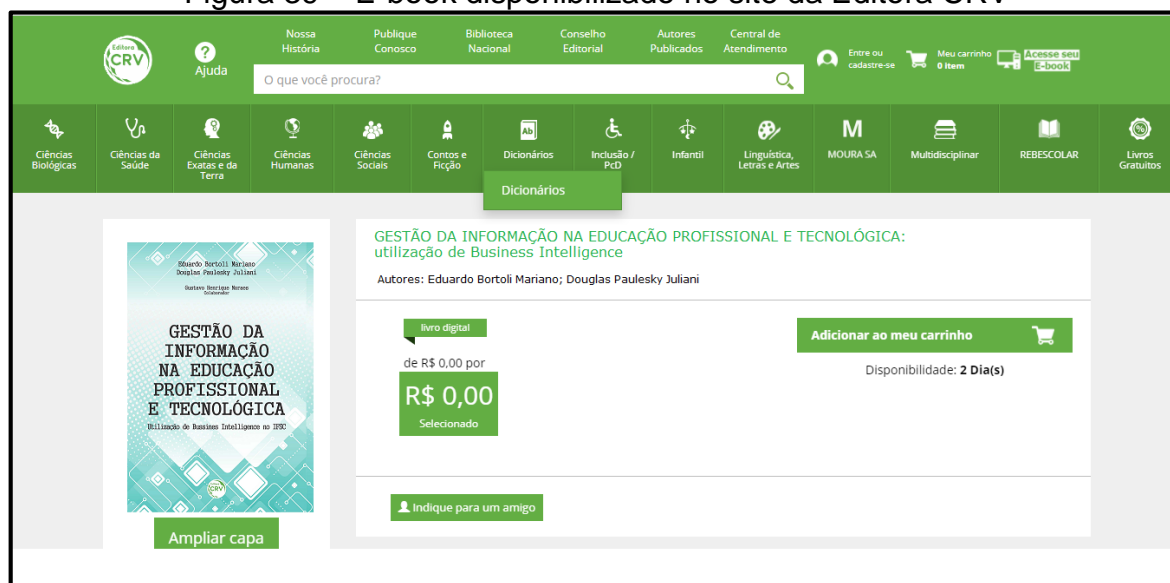 E-book disponibilizado no site da Editora CRV
Editora
CRV
?
Ajuda
Nossa
História
Publique
Conosco
Biblioteca
Nacional
Conselho
Editorial
Autores
Publicados
Central de
Atendimento
O que você procura?
Entre ou
cadastre-se
Meu carrinho
0 item
Acesse seu
E-book
Ciências
Biológicas
Ciências da
Saúde
Ciências
Exatas e da
Terra
Ciências
Humanas
Ciências
Sociais
Contos e
Ficção
Ab
Dicionários
Inclusão /
PcD
Infantil
Linguística,
Letras e Artes
M
MOURA SA
Multidisciplinar
REBESCOLAR
Livros
Gratuitos
Dicionários
Eduardo Bortoli Mariano
Douglas Paulesky Juliani
Gustavo Henrique Moraes
Colaborador
GESTÃO DA
INFORMAÇÃO
NA EDUCAÇÃO
PROFISSIONAL
E TECNOLÓGICA
Utilização de Bussines Intelligence no IFSC
CRV
Ampliar capa
GESTÃO DA INFORMAÇÃO NA EDUCAÇÃO PROFISSIONAL E TECNOLÓGICA:
utilização de Business Intelligence
Autores: Eduardo Bortoli Mariano; Douglas Paulesky Juliani
livro digital
de R$ 0,00 por
R$ 0,00
Selecionado
Adicionar ao meu carrinho
Disponibilidade: 2 Dia(s)
Indique para um amigo